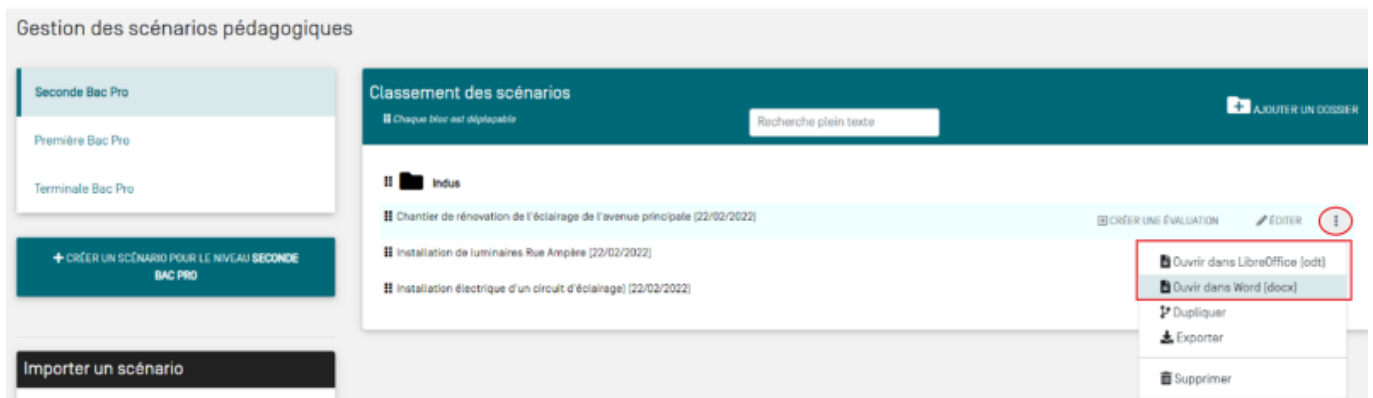 Gestion des scénarios pédagogiques
Seconde Bac Pro
Première Bac Pro
Terminale Bac Pro
+ CRÉER UN SCÉNARIO POUR LE NIVEAU SECONDE
BAC PRO
Importer un scénario
Classement des scénarios
Chaque bloc est déplaçable
Recherche plein texte
AJOUTER UN DOSSIER
Indus
Chantier de rénovation de l'éclairage de l'avenue principale [22/02/2022]
CRÉER UNE ÉVALUATION
ÉDITER
Installation de luminaires Rue Ampère [22/02/2022]
Installation électrique d'un circuit d'éclairage) [22/02/2022]
Ouvrir dans LibreOffice [odt]
Ouvir dans Word [docx]
Dupliquer
Exporter
Supprimer